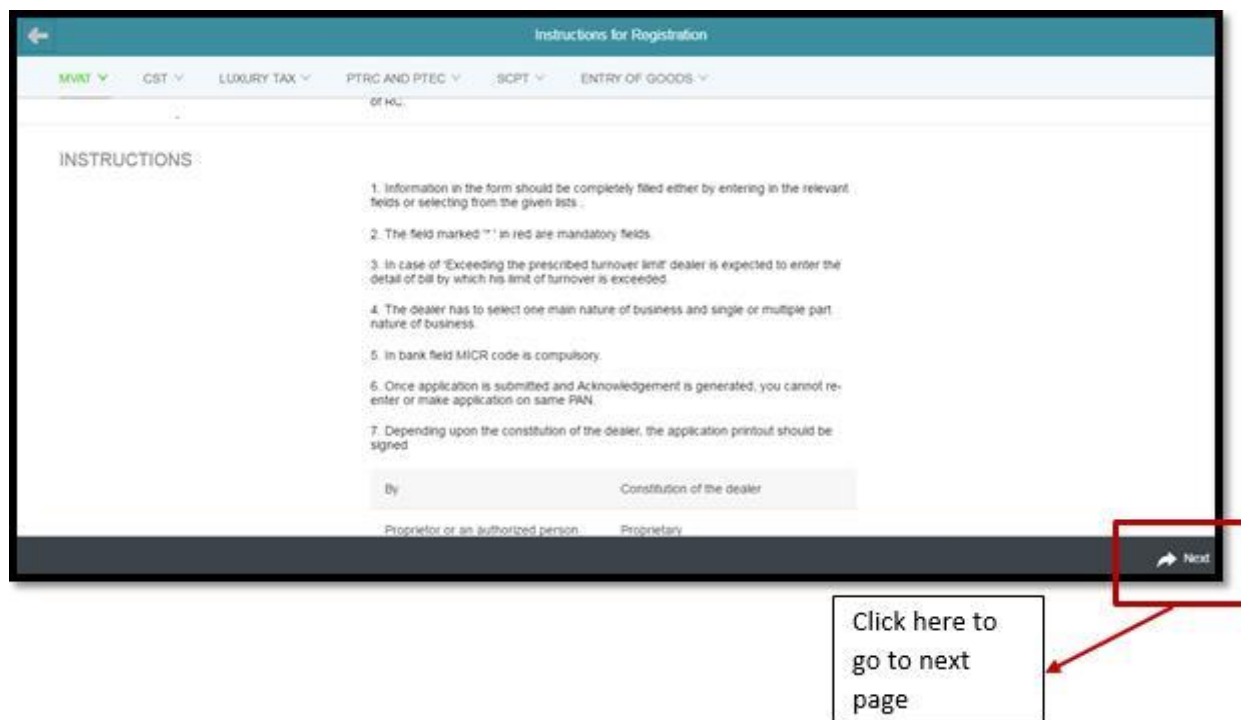 Instructions for Registration
MVAT CST LUXURY TAX PTRC AND PTEC SCPT ENTRY OF GOODS
of RC.
INSTRUCTIONS
1. Information in the form should be completely filled either by entering in the relevant
fields or selecting from the given lists .
2. The field marked '*' in red are mandatory fields.
3. In case of 'Exceeding the prescribed turnover limit' dealer is expected to enter the
detail of bill by which his limit of turnover is exceeded.
4. The dealer has to select one main nature of business and single or multiple part
nature of business.
5. In bank field MICR code is compulsory.
6. Once application is submitted and Acknowledgement is generated, you cannot re-
enter or make application on same PAN.
7. Depending upon the constitution of the dealer, the application printout should be
signed
By Constitution of the dealer
Proprietor or an authorized person Proprietary
Next
Click here to
go to next
page